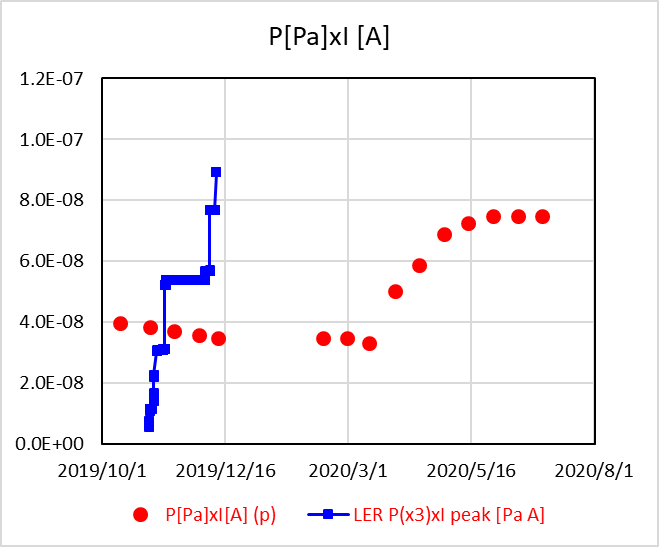 P[Pa]xI [A]
1.2E-07
1.0E-07
8.0E-08
6.0E-08
4.0E-08
2.0E-08
0.0E+00
2019/10/1 2019/12/16 2020/3/1 2020/5/16 2020/8/1
P[Pa]xI[A] (p) LER P(x3)xI peak [Pa A]